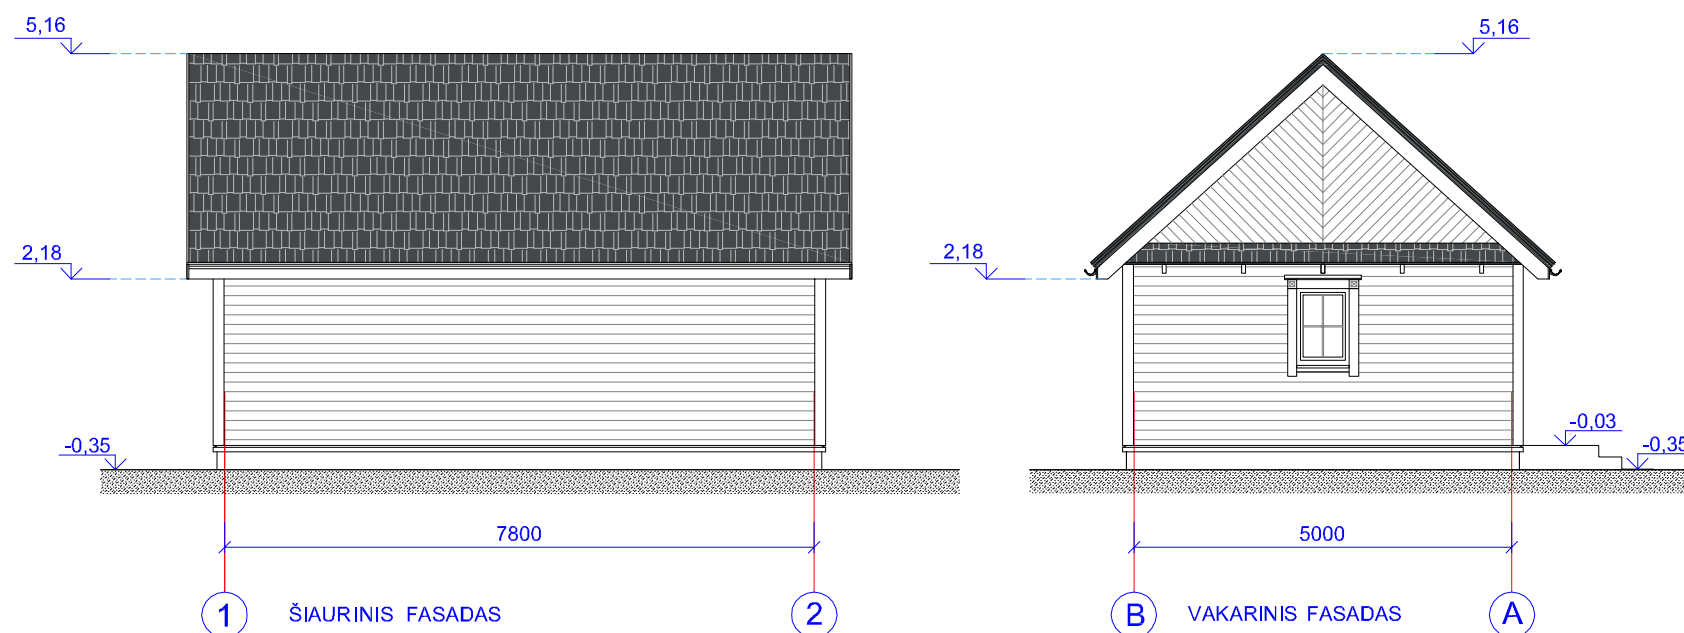 5,16
2,18
-0,35
7800
1
ŠIAURINIS FASADAS
2
5,16
2,18
-0,03
-0,35
5000
B
VAKARINIS FASADAS
A